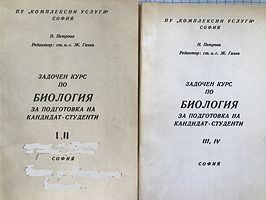 ПУ „КОМПЛЕКСНИ УСЛУГИ"
СОФИЯ
Н. Петрова
Редактор: ст.н.с. Ж. Ганев
ЗАДОЧЕН КУРС
ПО
БИОЛОГИЯ
ЗА ПОДГОТОВКА НА
КАНДИДАТ-СТУДЕНТИ
I, II
СОФИЯ
ПУ „КОМПЛЕКСНИ УСЛУГИ"
СОФИЯ
Н. Петрова
Редактор: ст.н.с. Ж. Ганев
ЗАДОЧЕН КУРС
ПО
БИОЛОГИЯ
ЗА ПОДГОТОВКА НА
КАНДИДАТ-СТУДЕНТИ
III, IV
СОФИЯ